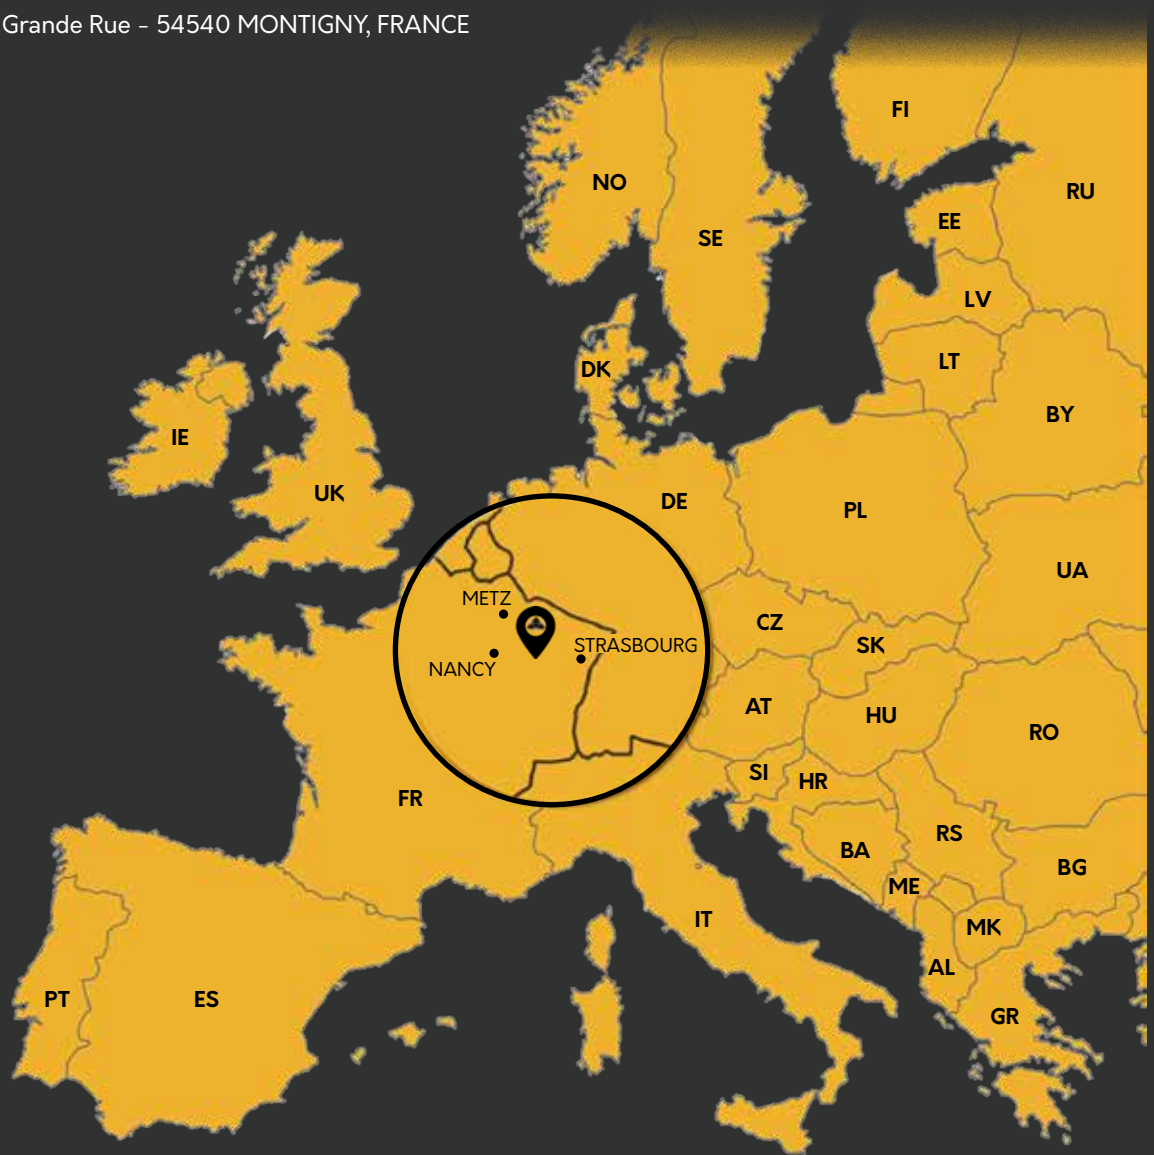 Grande Rue - 54540 MONTIGNY, FRANCE
FI
NO
RU
EE
SE
LV
LT
DK
BY
IE
UK
DE
PL
UA
METZ
CZ
STRASBOURG
SK
NANCY
AT
HU
RO
SI
HR
FR
RS
BA
BG
ME
IT
MK
AL
PT
ES
GR